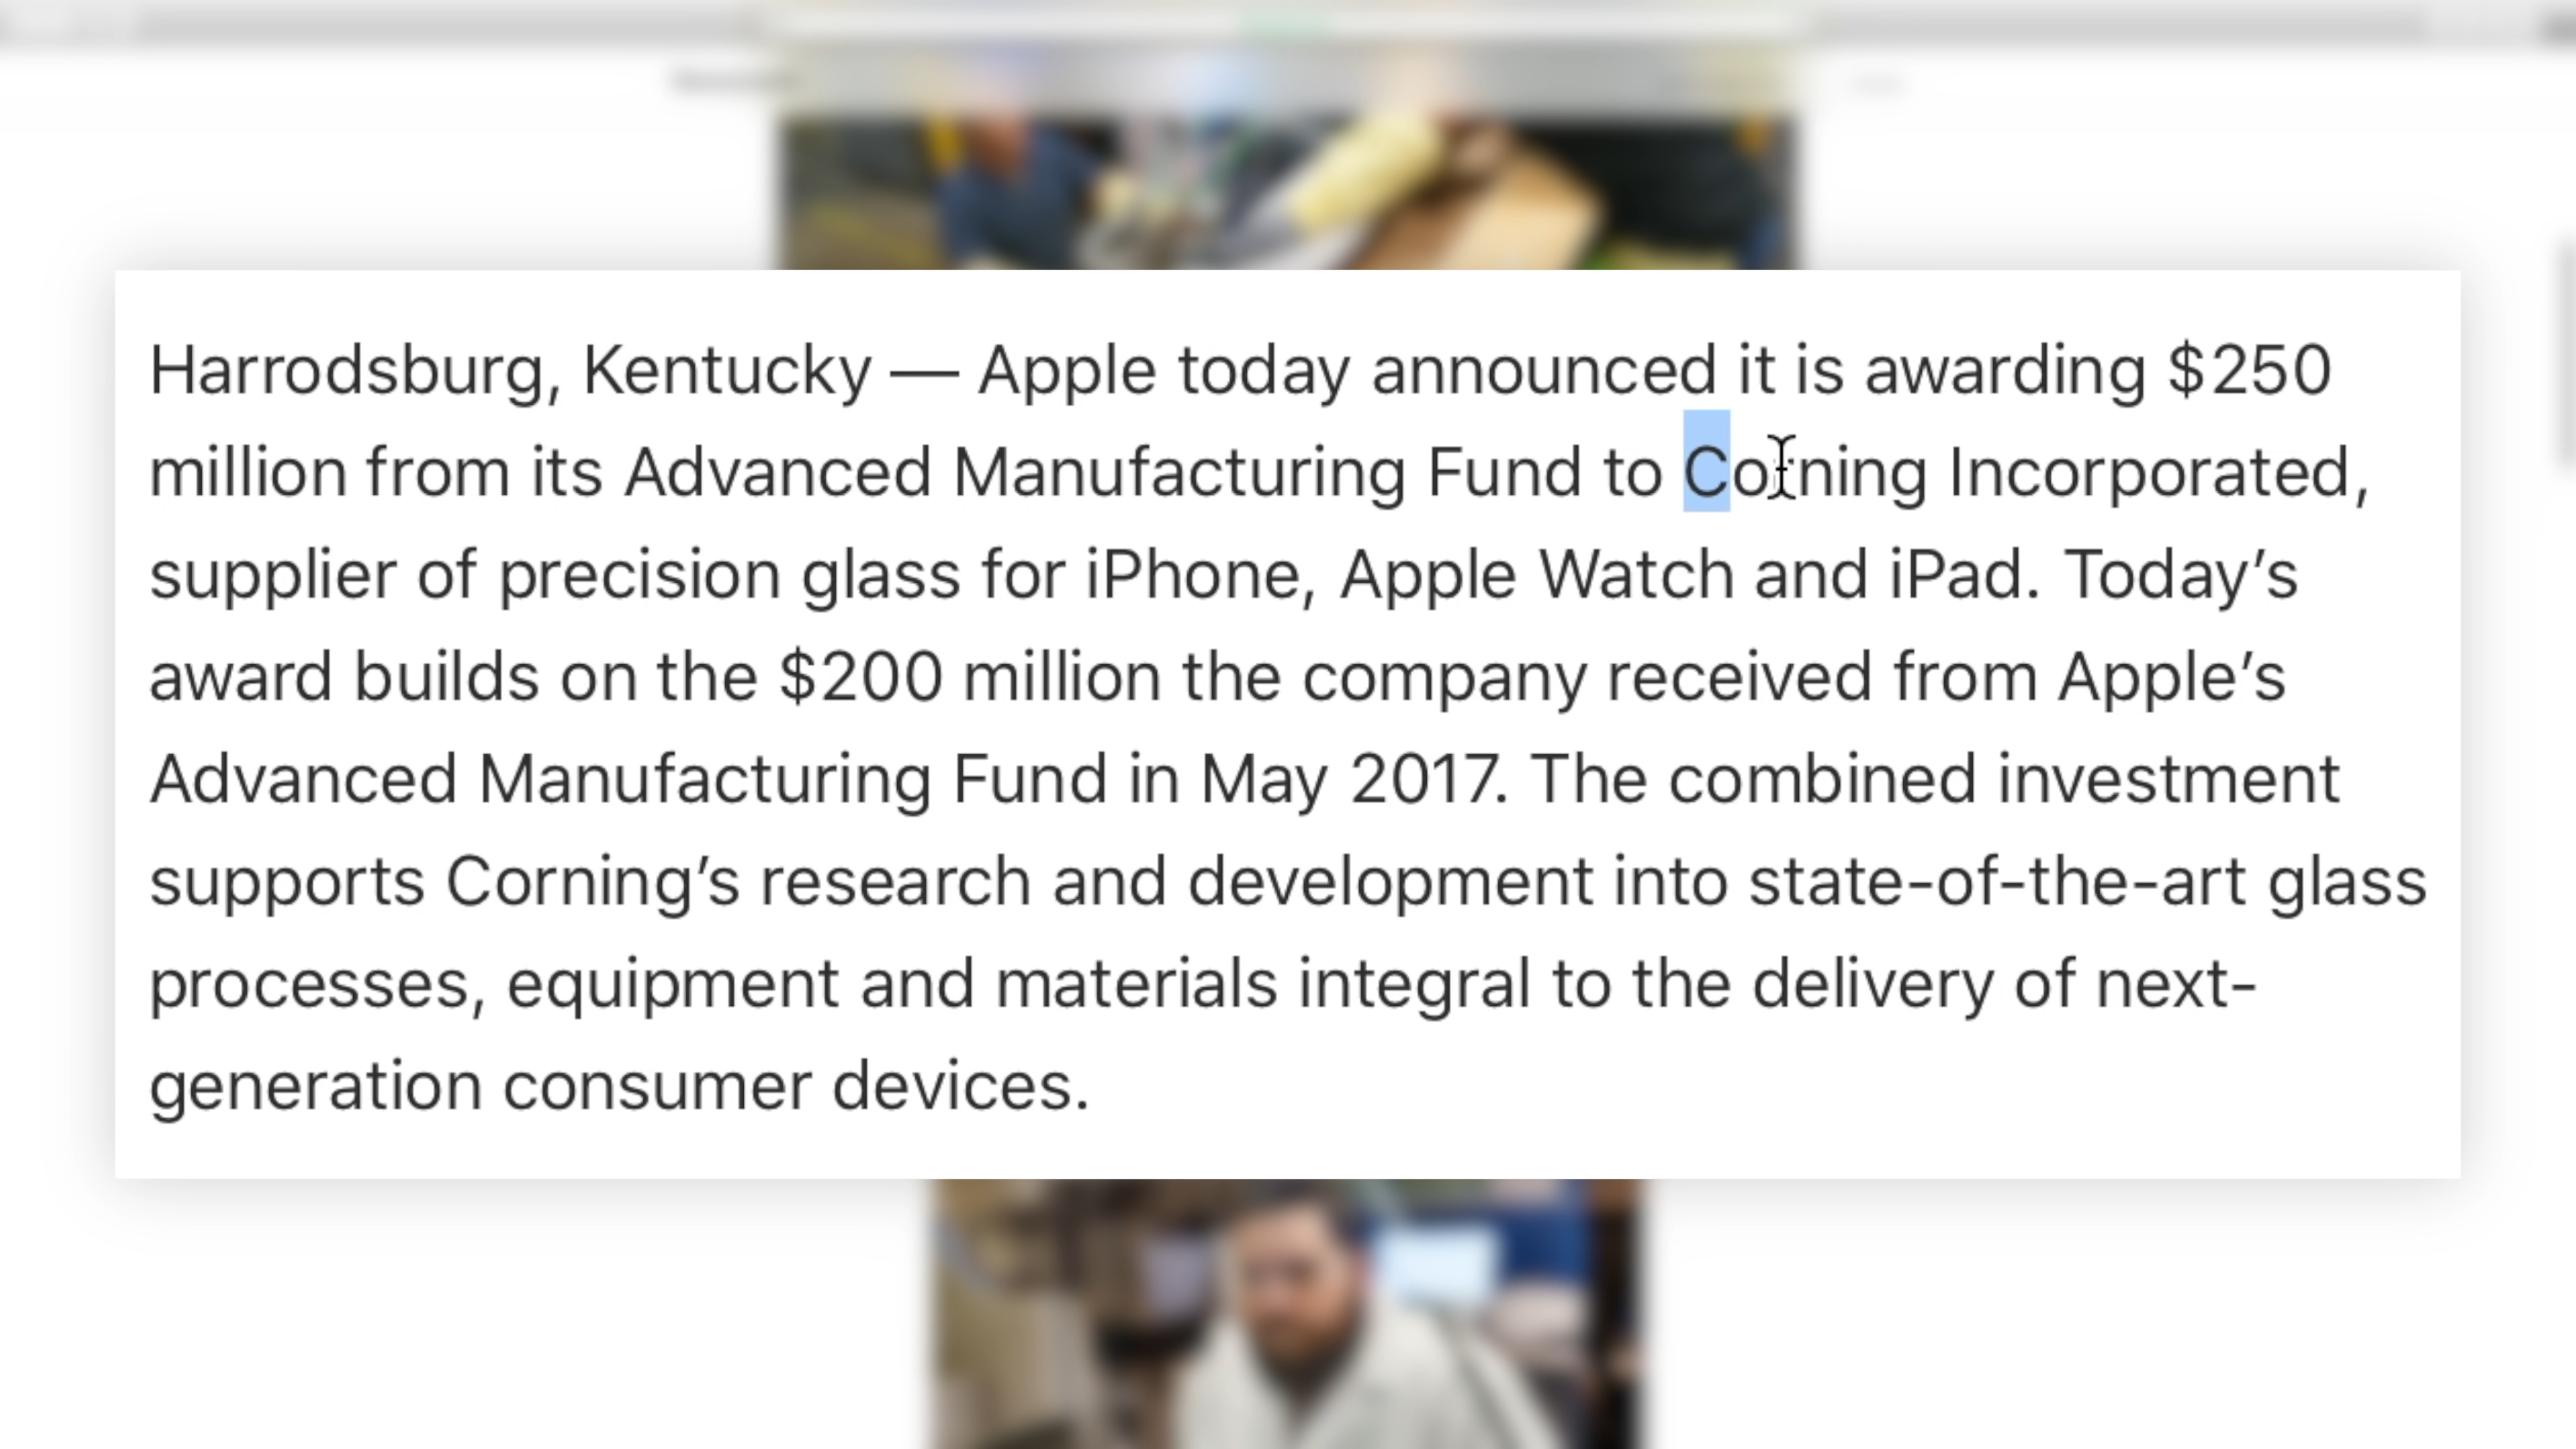 Harrodsburg, Kentucky — Apple today announced it is awarding $250
million from its Advanced Manufacturing Fund to Corning Incorporated,
supplier of precision glass for iPhone, Apple Watch and iPad. Today’s
award builds on the $200 million the company received from Apple’s
Advanced Manufacturing Fund in May 2017. The combined investment
supports Corning’s research and development into state-of-the-art glass
processes, equipment and materials integral to the delivery of next-
generation consumer devices.